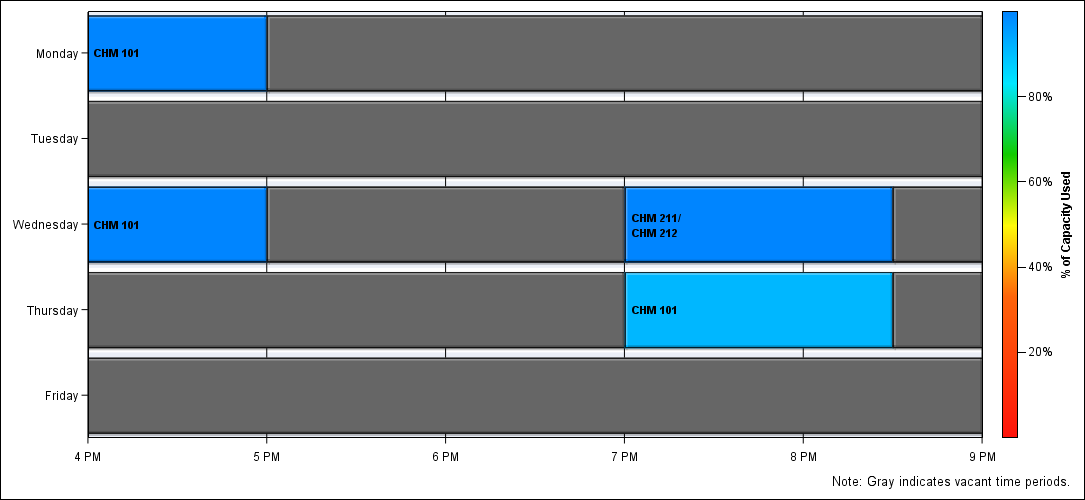 Monday
CHM 101
Tuesday
Wednesday
CHM 101
CHM 211/
CHM 212
Thursday
CHM 101
Friday
4 PM
5 PM
6 PM
7 PM
8 PM
9 PM
80%
60%
40%
20%
% of Capacity Used
Note: Gray indicates vacant time periods.